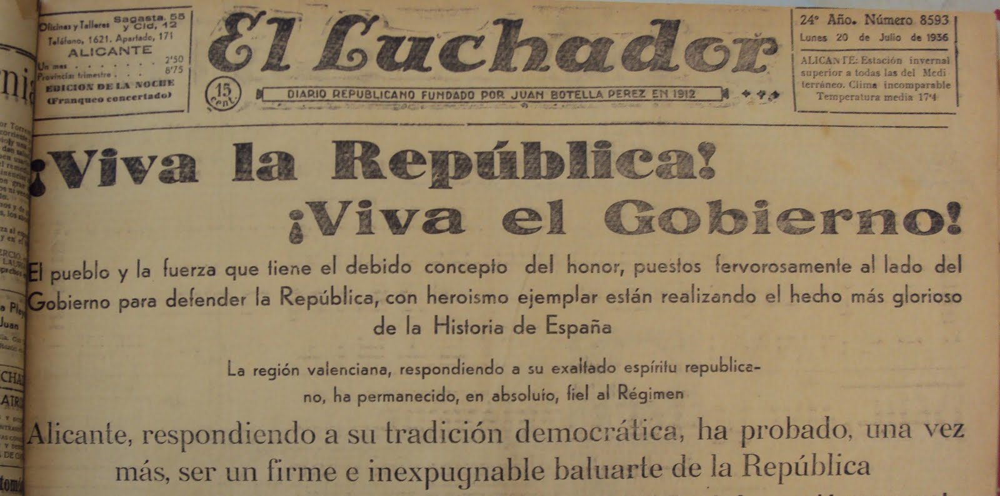 Oficinas y Talleres Sagasta. 55
y Cid, 12
Teléfono, 1621. Apartado, 171
ALICANTE
Un mes . . . . . . . . 2'50
Provincias trimestre . . . 8'75
EDICION DE LA NOCHE
(Franqueo concertado)
El Luchador
15
cent.
DIARIO REPUBLICANO FUNDADO POR JUAN BOTELLA PEREZ EN 1912
24º Año. Número 8593
Lunes 20 de Julio de 1936
ALICANTE: Estación invernal
superior a todas las del Medi
terráneo. Clima incomparable
Temperatura media 17'4
¡Viva la República!
¡Viva el Gobierno!
El pueblo y la fuerza que tiene el debido concepto del honor, puestos fervorosamente al lado del
Gobierno para defender la República, con heroismo ejemplar están realizando el hecho más glorioso
de la Historia de España
La región valenciana, respondiendo a su exaltado espíritu republica-
no, ha permanecido, en absoluto, fiel al Régimen
Alicante, respondiendo a su tradición democrática, ha probado, una vez
más, ser un firme e inexpugnable baluarte de la República